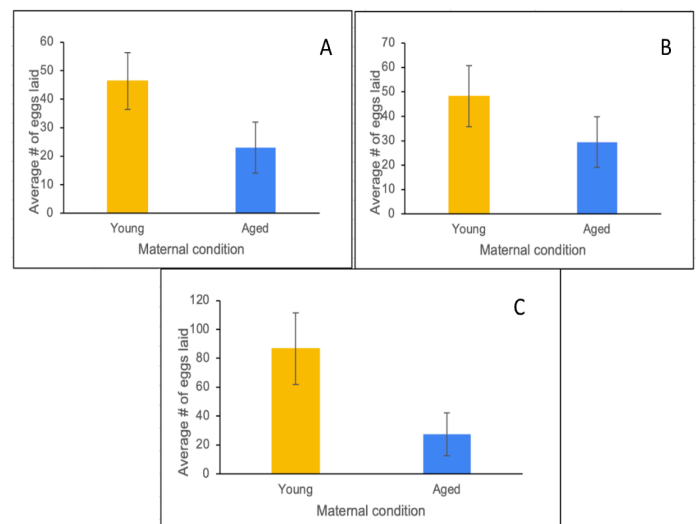 A
Average # of eggs laid
60
50
40
30
20
10
0
Young Aged
Maternal condition
B
Average # of eggs laid
70
60
50
40
30
20
10
0
Young Aged
Maternal condition
C
Average # of eggs laid
120
100
80
60
40
20
0
Young Aged
Maternal condition